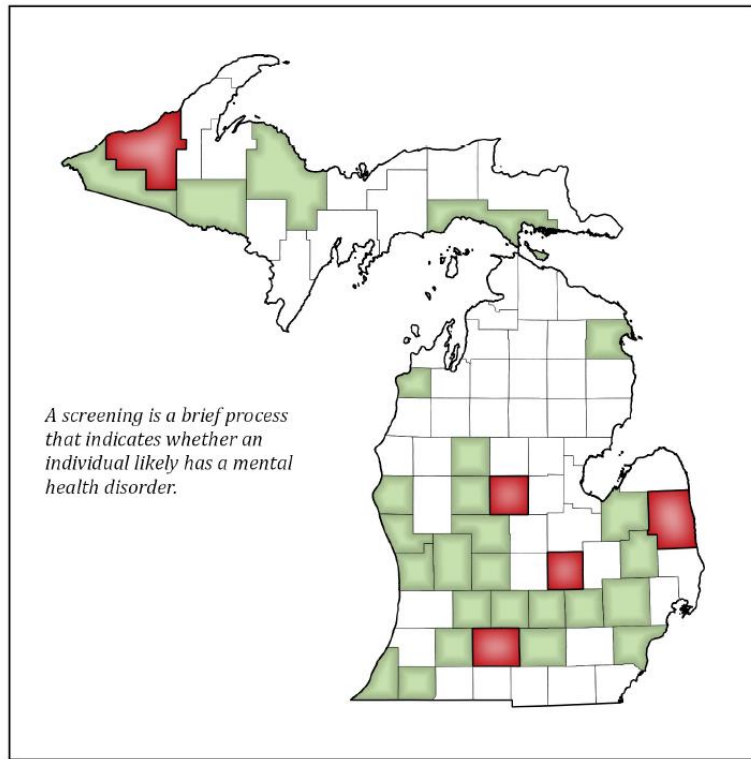 A screening is a brief process
that indicates whether an
individual likely has a mental
health disorder.